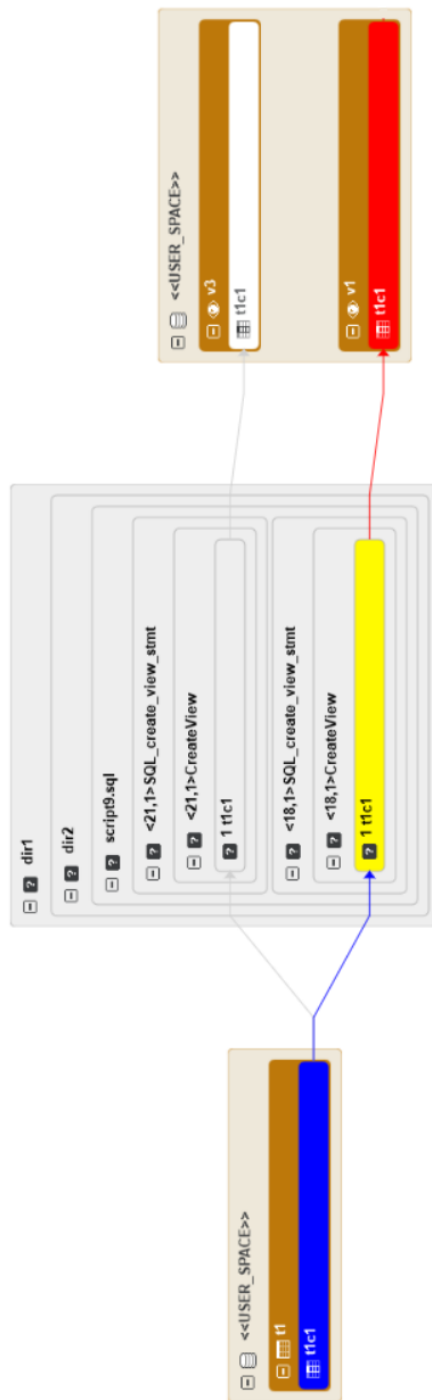 <<USER_SPACE>>
t1
t1c1
dir1
dir2
script9.sql
<21,1>SQL_create_view_stmt
<21,1>CreateView
1 t1c1
<18,1>SQL_create_view_stmt
<18,1>CreateView
1 t1c1
<<USER_SPACE>>
v3
t1c1
v1
t1c1